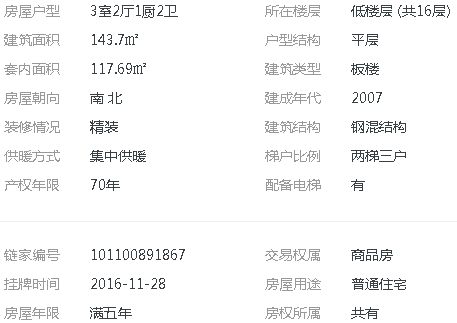 房屋户型 3室2厅1厨2卫 所在楼层 低楼层 (共16层)
建筑面积 143.7㎡ 户型结构 平层
套内面积 117.69㎡ 建筑类型 板楼
房屋朝向 南 北 建成年代 2007
装修情况 精装 建筑结构 钢混结构
供暖方式 集中供暖 梯户比例 两梯三户
产权年限 70年 配备电梯 有
链家编号 101100891867 交易权属 商品房
挂牌时间 2016-11-28 房屋用途 普通住宅
房屋年限 满五年 房权所属 共有